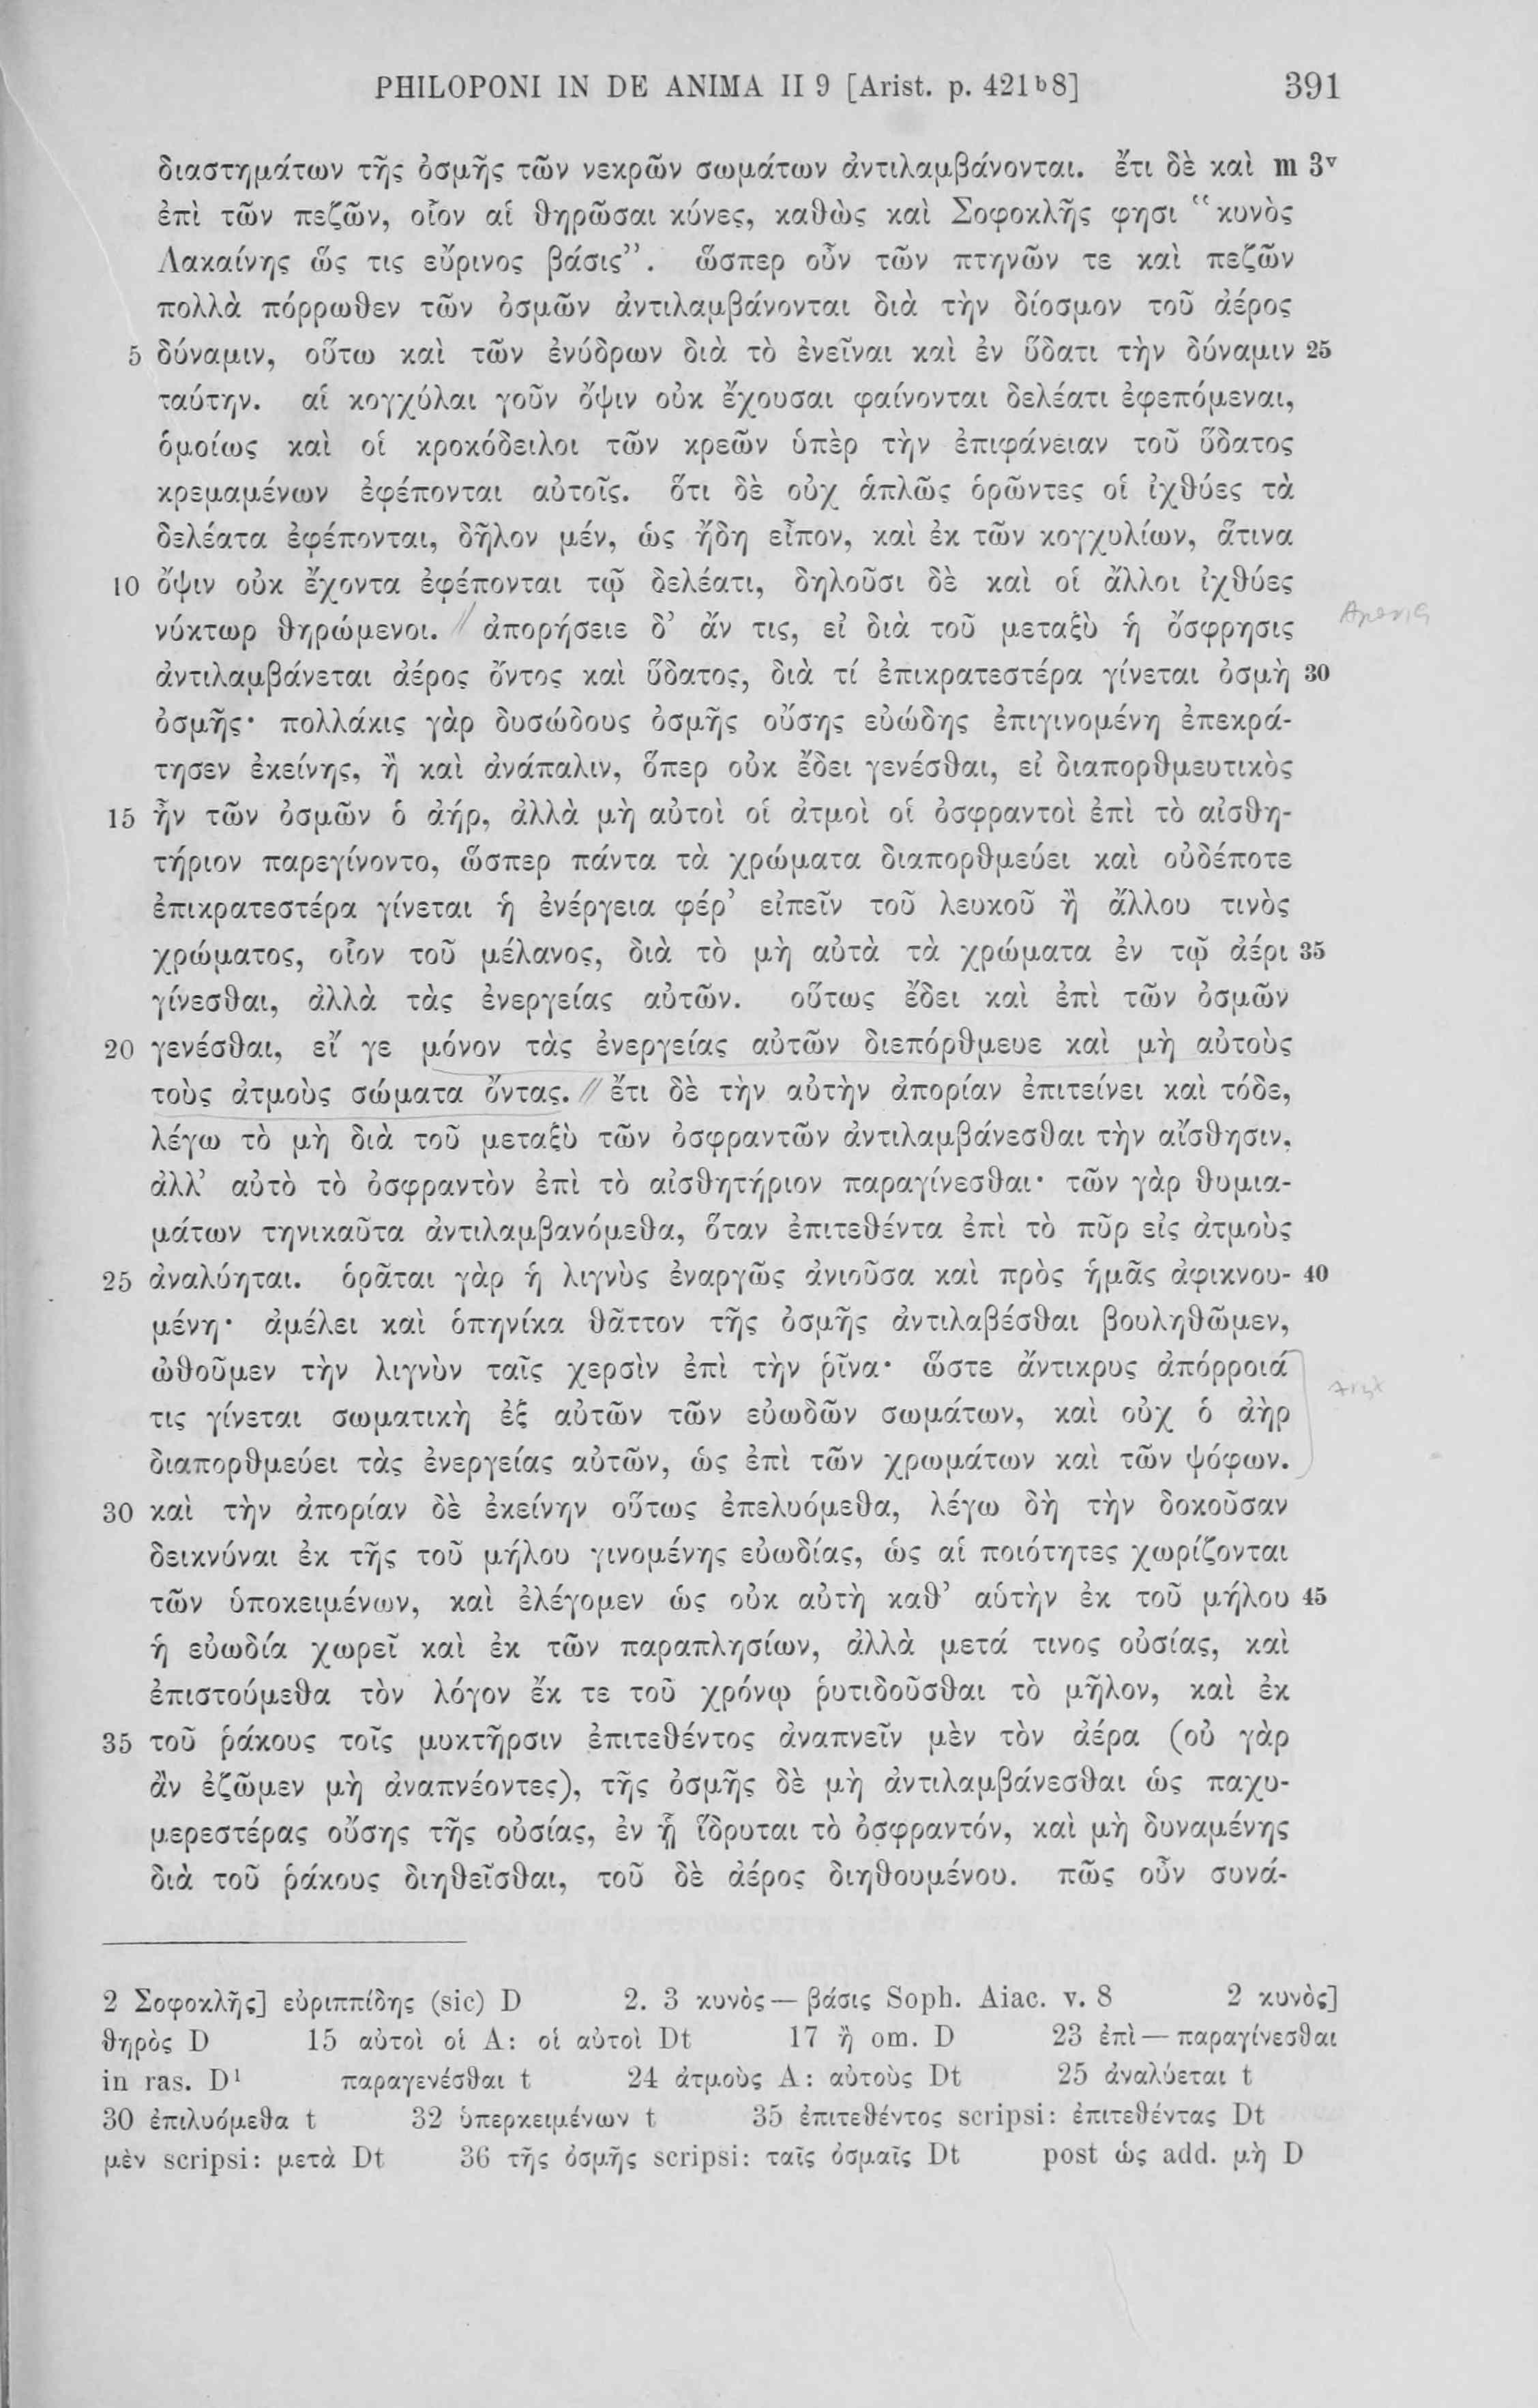 PHILOPONI IN DE ANIMA II 9 [Arist. p. 421ᵇ8] 391
διαστημάτων τῆς ὀσμῆς τῶν νεκρῶν σωμάτων ἀντιλαμβάνονται. ἔτι δὲ καὶ m 3ᵛ
ἐπὶ τῶν πεζῶν, οἷον αἱ θηρῶσαι κύνες, καθὼς καὶ Σοφοκλῆς φησι “κυνὸς
Λακαίνης ὥς τις εὔρινος βάσις”. ὥσπερ οὖν τῶν πτηνῶν τε καὶ πεζῶν
πολλὰ πόρρωθεν τῶν ὀσμῶν ἀντιλαμβάνονται διὰ τὴν δίοσμον τοῦ ἀέρος
5 δύναμιν, οὕτω καὶ τῶν ἐνύδρων διὰ τὸ ἐνεῖναι καὶ ἐν ὕδατι τὴν δύναμιν 25
ταύτην. αἱ κογχύλαι γοῦν ὄψιν οὐκ ἔχουσαι φαίνονται δελέατι ἐφεπόμεναι,
ὁμοίως καὶ οἱ κροκόδειλοι τῶν κρεῶν ὑπὲρ τὴν ἐπιφάνειαν τοῦ ὕδατος
κρεμαμένων ἐφέπονται αὐτοῖς. ὅτι δὲ οὐχ ἁπλῶς ὁρῶντες οἱ ἰχθύες τὰ
δελέατα ἐφέπονται, δῆλον μέν, ὡς ἤδη εἶπον, καὶ ἐκ τῶν κογχυλίων, ἅτινα
10 ὄψιν οὐκ ἔχοντα ἐφέπονται τῷ δελέατι, δηλοῦσι δὲ καὶ οἱ ἄλλοι ἰχθύες
νύκτωρ θηρώμενοι. // ἀπορήσειε δ’ ἄν τις, εἰ διὰ τοῦ μεταξὺ ἡ ὄσφρησις
ἀντιλαμβάνεται ἀέρος ὄντος καὶ ὕδατος, διὰ τί ἐπικρατεστέρα γίνεται ὀσμὴ 30
ὀσμῆς· πολλάκις γὰρ δυσώδους ὀσμῆς οὔσης εὐώδης ἐπιγινομένη ἐπεκρά-
τησεν ἐκείνης, ἢ καὶ ἀνάπαλιν, ὅπερ οὐκ ἔδει γενέσθαι, εἰ διαπορθμευτικὸς
15 ἦν τῶν ὀσμῶν ὁ ἀήρ, ἀλλὰ μὴ αὐτοὶ οἱ ἀτμοὶ οἱ ὀσφραντοὶ ἐπὶ τὸ αἰσθη-
τήριον παρεγίνοντο, ὥσπερ πάντα τὰ χρώματα διαπορθμεύει καὶ οὐδέποτε
ἐπικρατεστέρα γίνεται ἡ ἐνέργεια φέρ’ εἰπεῖν τοῦ λευκοῦ ἢ ἄλλου τινὸς
χρώματος, οἷον τοῦ μέλανος, διὰ τὸ μὴ αὐτὰ τὰ χρώματα ἐν τῷ ἀέρι 35
γίνεσθαι, ἀλλὰ τὰς ἐνεργείας αὐτῶν. οὕτως ἔδει καὶ ἐπὶ τῶν ὀσμῶν
20 γενέσθαι, εἴ γε μόνον τὰς ἐνεργείας αὐτῶν διεπόρθμευε καὶ μὴ αὐτοὺς
τοὺς ἀτμοὺς σώματα ὄντας. // ἔτι δὲ τὴν αὐτὴν ἀπορίαν ἐπιτείνει καὶ τόδε,
λέγω τὸ μὴ διὰ τοῦ μεταξὺ τῶν ὀσφραντῶν ἀντιλαμβάνεσθαι τὴν αἴσθησιν,
ἀλλ’ αὐτὸ τὸ ὀσφραντὸν ἐπὶ τὸ αἰσθητήριον παραγίνεσθαι· τῶν γὰρ θυμια-
μάτων τηνικαῦτα ἀντιλαμβανόμεθα, ὅταν ἐπιτεθέντα ἐπὶ τὸ πῦρ εἰς ἀτμοὺς
25 ἀναλύηται. ὁρᾶται γὰρ ἡ λιγνὺς ἐναργῶς ἀνιοῦσα καὶ πρὸς ἡμᾶς ἀφικνου- 40
μένη· ἀμέλει καὶ ὁπηνίκα θᾶττον τῆς ὀσμῆς ἀντιλαβέσθαι βουληθῶμεν,
ὠθοῦμεν τὴν λιγνὺν ταῖς χερσὶν ἐπὶ τὴν ῥῖνα· ὥστε ἄντικρυς ἀπόρροιά
τις γίνεται σωματικὴ ἐξ αὐτῶν τῶν εὐωδῶν σωμάτων, καὶ οὐχ ὁ ἀὴρ
διαπορθμεύει τὰς ἐνεργείας αὐτῶν, ὡς ἐπὶ τῶν χρωμάτων καὶ τῶν ψόφων.
30 καὶ τὴν ἀπορίαν δὲ ἐκείνην οὕτως ἐπελυόμεθα, λέγω δὴ τὴν δοκοῦσαν
δεικνύναι ἐκ τῆς τοῦ μήλου γινομένης εὐωδίας, ὡς αἱ ποιότητες χωρίζονται
τῶν ὑποκειμένων, καὶ ἐλέγομεν ὡς οὐκ αὐτὴ καθ’ αὑτὴν ἐκ τοῦ μήλου 45
ἡ εὐωδία χωρεῖ καὶ ἐκ τῶν παραπλησίων, ἀλλὰ μετά τινος οὐσίας, καὶ
ἐπιστούμεθα τὸν λόγον ἔκ τε τοῦ χρόνῳ ῥυτιδοῦσθαι τὸ μῆλον, καὶ ἐκ
35 τοῦ ῥάκους τοῖς μυκτῆρσιν ἐπιτεθέντος ἀναπνεῖν μὲν τὸν ἀέρα (οὐ γὰρ
ἂν ἐζῶμεν μὴ ἀναπνέοντες), τῆς ὀσμῆς δὲ μὴ ἀντιλαμβάνεσθαι ὡς παχυ-
μερεστέρας οὔσης τῆς οὐσίας, ἐν ᾗ ἵδρυται τὸ ὀσφραντόν, καὶ μὴ δυναμένης
διὰ τοῦ ῥάκους διηθεῖσθαι, τοῦ δὲ ἀέρος διηθουμένου. πῶς οὖν συνά-
2 Σοφοκλῆς] εὐριππίδης (sic) D 2. 3 κυνὸς — βάσις Soph. Aiac. v. 8 2 κυνὸς]
θηρὸς D 15 αὐτοὶ οἱ A: οἱ αὐτοὶ Dt 17 ἢ om. D 23 ἐπὶ — παραγίνεσθαι
in ras. D¹ παραγενέσθαι t 24 ἀτμοὺς A: αὐτοὺς Dt 25 ἀναλύεται t
30 ἐπιλυόμεθα t 32 ὑπερκειμένων t 35 ἐπιτεθέντος scripsi: ἐπιτεθέντας Dt
μὲν scripsi: μετὰ Dt 36 τῆς ὀσμῆς scripsi: ταῖς ὀσμαῖς Dt post ὡς add. μὴ D